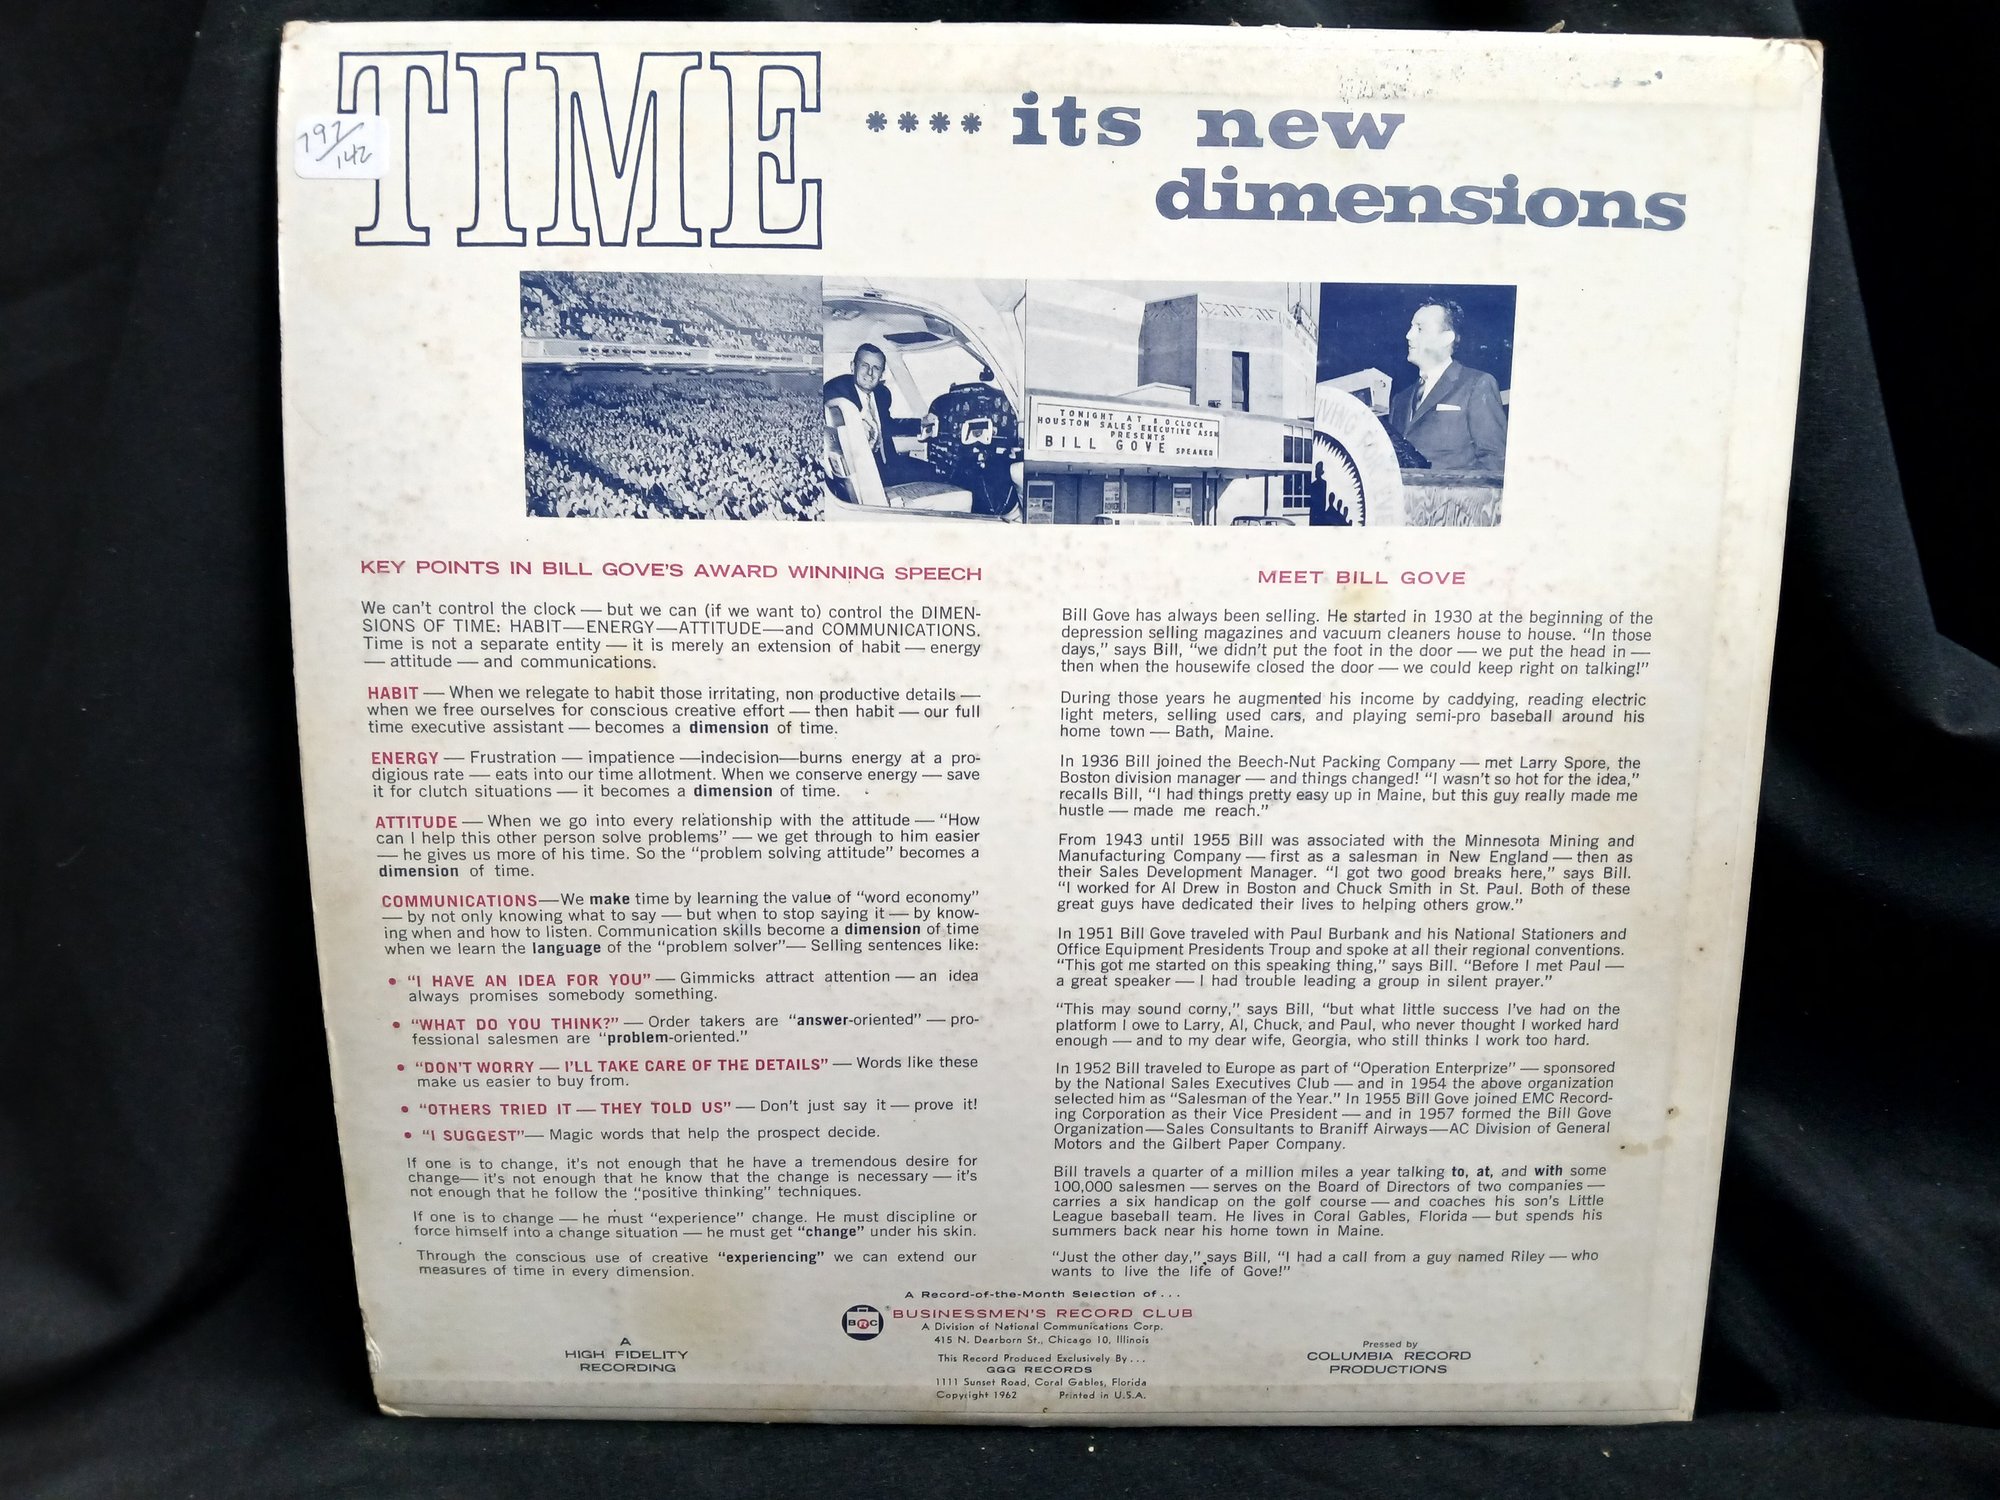 TIME
**** its new
dimensions
792/142
TONIGHT AT 8 O CLOCK
HOUSTON SALES EXECUTIVE ASSN
PRESENTS
BILL GOVE SPEAKER
KEY POINTS IN BILL GOVE'S AWARD WINNING SPEECH
We can't control the clock — but we can (if we want to) control the DIMEN-
SIONS OF TIME: HABIT—ENERGY—ATTITUDE—and COMMUNICATIONS.
Time is not a separate entity — it is merely an extension of habit — energy
— attitude — and communications.
HABIT — When we relegate to habit those irritating, non productive details —
when we free ourselves for conscious creative effort — then habit — our full
time executive assistant — becomes a dimension of time.
ENERGY — Frustration — impatience —indecision—burns energy at a pro-
digious rate — eats into our time allotment. When we conserve energy — save
it for clutch situations — it becomes a dimension of time.
ATTITUDE — When we go into every relationship with the attitude — "How
can I help this other person solve problems" — we get through to him easier
— he gives us more of his time. So the "problem solving attitude" becomes a
dimension of time.
COMMUNICATIONS—We make time by learning the value of "word economy"
— by not only knowing what to say — but when to stop saying it — by know-
ing when and how to listen. Communication skills become a dimension of time
when we learn the language of the "problem solver"— Selling sentences like:
• "I HAVE AN IDEA FOR YOU" — Gimmicks attract attention — an idea
always promises somebody something.
• "WHAT DO YOU THINK?" — Order takers are "answer-oriented" — pro-
fessional salesmen are "problem-oriented."
• "DON'T WORRY — I'LL TAKE CARE OF THE DETAILS" — Words like these
make us easier to buy from.
• "OTHERS TRIED IT — THEY TOLD US" — Don't just say it — prove it!
• "I SUGGEST"— Magic words that help the prospect decide.
If one is to change, it's not enough that he have a tremendous desire for
change— it's not enough that he know that the change is necessary — it's
not enough that he follow the "positive thinking" techniques.
If one is to change — he must "experience" change. He must discipline or
force himself into a change situation — he must get "change" under his skin.
Through the conscious use of creative "experiencing" we can extend our
measures of time in every dimension.
MEET BILL GOVE
Bill Gove has always been selling. He started in 1930 at the beginning of the
depression selling magazines and vacuum cleaners house to house. "In those
days," says Bill, "we didn't put the foot in the door — we put the head in —
then when the housewife closed the door — we could keep right on talking!"
During those years he augmented his income by caddying, reading electric
light meters, selling used cars, and playing semi-pro baseball around his
home town — Bath, Maine.
In 1936 Bill joined the Beech-Nut Packing Company — met Larry Spore, the
Boston division manager — and things changed! "I wasn't so hot for the idea,"
recalls Bill, "I had things pretty easy up in Maine, but this guy really made me
hustle — made me reach."
From 1943 until 1955 Bill was associated with the Minnesota Mining and
Manufacturing Company — first as a salesman in New England — then as
their Sales Development Manager. "I got two good breaks here," says Bill.
"I worked for Al Drew in Boston and Chuck Smith in St. Paul. Both of these
great guys have dedicated their lives to helping others grow."
In 1951 Bill Gove traveled with Paul Burbank and his National Stationers and
Office Equipment Presidents Troup and spoke at all their regional conventions.
"This got me started on this speaking thing," says Bill. "Before I met Paul —
a great speaker — I had trouble leading a group in silent prayer."
"This may sound corny," says Bill, "but what little success I've had on the
platform I owe to Larry, Al, Chuck, and Paul, who never thought I worked hard
enough — and to my dear wife, Georgia, who still thinks I work too hard.
In 1952 Bill traveled to Europe as part of "Operation Enterprize" — sponsored
by the National Sales Executives Club — and in 1954 the above organization
selected him as "Salesman of the Year." In 1955 Bill Gove joined EMC Record-
ing Corporation as their Vice President — and in 1957 formed the Bill Gove
Organization—Sales Consultants to Braniff Airways—AC Division of General
Motors and the Gilbert Paper Company.
Bill travels a quarter of a million miles a year talking to, at, and with some
100,000 salesmen — serves on the Board of Directors of two companies —
carries a six handicap on the golf course — and coaches his son's Little
League baseball team. He lives in Coral Gables, Florida — but spends his
summers back near his home town in Maine.
"Just the other day," says Bill, "I had a call from a guy named Riley — who
wants to live the life of Gove!"
A Record-of-the-Month Selection of...
BRC ® BUSINESSMEN'S RECORD CLUB
A Division of National Communications Corp.
415 N. Dearborn St., Chicago 10, Illinois
This Record Produced Exclusively By...
GGG RECORDS
1111 Sunset Road, Coral Gables, Florida
Copyright 1962 Printed in U.S.A.
A
HIGH FIDELITY
RECORDING
Pressed by
COLUMBIA RECORD
PRODUCTIONS